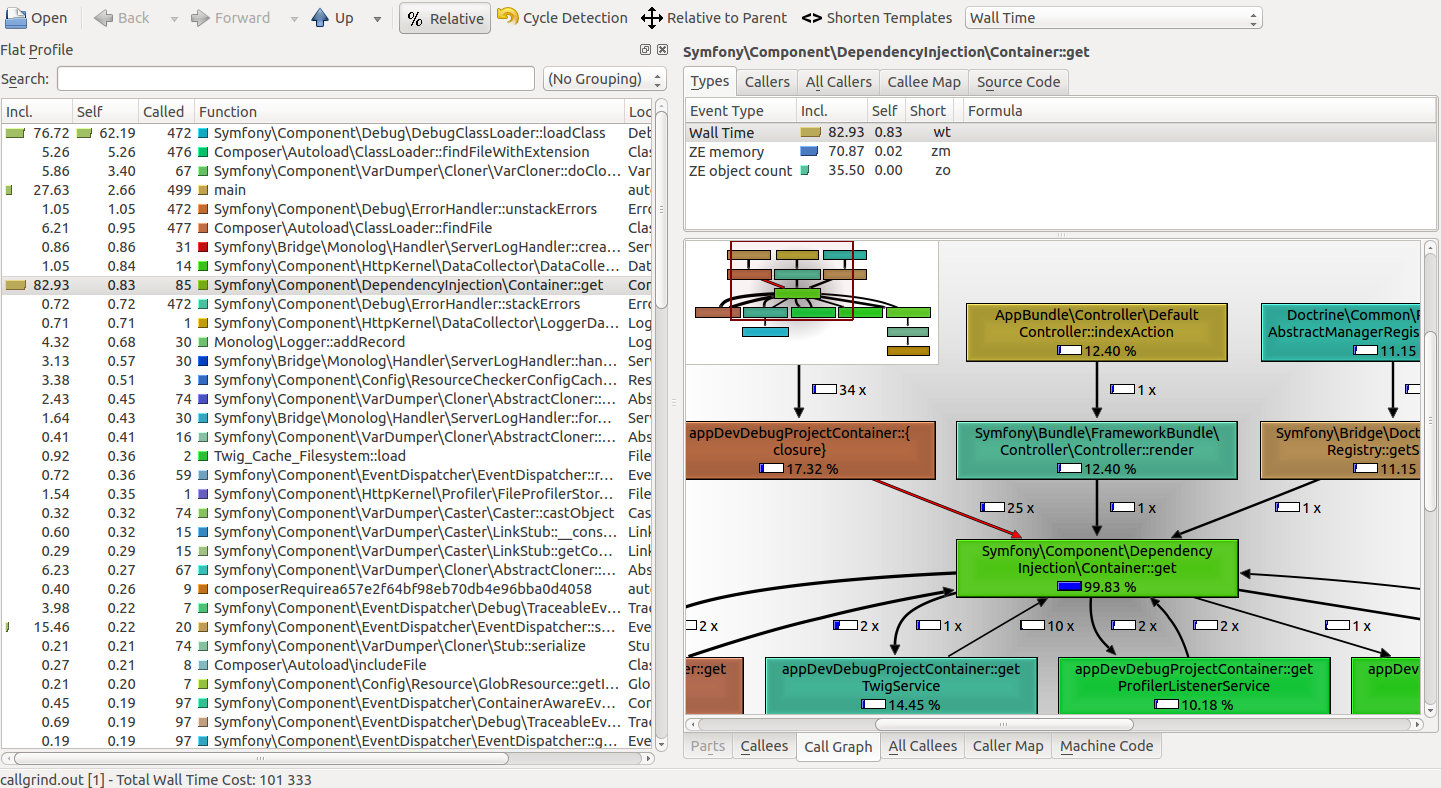 Open Back Forward Up % Relative Cycle Detection Relative to Parent <> Shorten Templates Wall Time
Flat Profile
Search: (No Grouping)
Incl. Self Called Function Loc
76.72 62.19 472 Symfony\Component\Debug\DebugClassLoader::loadClass Deb
5.26 5.26 476 Composer\Autoload\ClassLoader::findFileWithExtension Clas
5.86 3.40 67 Symfony\Component\VarDumper\Cloner\VarCloner::doClo... Var
27.63 2.66 499 main aut
1.05 1.05 472 Symfony\Component\Debug\ErrorHandler::unstackErrors Erro
6.21 0.95 477 Composer\Autoload\ClassLoader::findFile Clas
0.86 0.86 31 Symfony\Bridge\Monolog\Handler\ServerLogHandler::crea... Ser
1.05 0.84 14 Symfony\Component\HttpKernel\DataCollector\DataColle... Dat
82.93 0.83 85 Symfony\Component\DependencyInjection\Container::get Con
0.72 0.72 472 Symfony\Component\Debug\ErrorHandler::stackErrors Erro
0.71 0.71 1 Symfony\Component\HttpKernel\DataCollector\LoggerDa... Log
4.32 0.68 30 Monolog\Logger::addRecord Log
3.13 0.57 30 Symfony\Bridge\Monolog\Handler\ServerLogHandler::han... Ser
3.38 0.51 3 Symfony\Component\Config\ResourceCheckerConfigCach... Res
2.43 0.45 74 Symfony\Component\VarDumper\Cloner\AbstractCloner::... Abs
1.64 0.43 30 Symfony\Bridge\Monolog\Handler\ServerLogHandler::for... Ser
0.41 0.41 16 Symfony\Component\VarDumper\Cloner\AbstractCloner::... Abs
0.92 0.36 2 Twig_Cache_Filesystem::load File
0.72 0.36 59 Symfony\Component\EventDispatcher\EventDispatcher::r... Eve
1.54 0.35 1 Symfony\Component\HttpKernel\Profiler\FileProfilerStor... File
0.32 0.32 74 Symfony\Component\VarDumper\Caster\Caster::castObject Cas
0.60 0.32 15 Symfony\Component\VarDumper\Caster\LinkStub::__cons... Link
0.29 0.29 15 Symfony\Component\VarDumper\Caster\LinkStub::getCo... Link
6.23 0.27 67 Symfony\Component\VarDumper\Cloner\AbstractCloner::... Abs
0.40 0.26 9 composerRequirea657e2f64bf98eb70db4e96bba0d4058 aut
3.98 0.22 7 Symfony\Component\EventDispatcher\Debug\TraceableEv... Trac
15.46 0.22 20 Symfony\Component\EventDispatcher\EventDispatcher::s... Eve
0.21 0.21 74 Symfony\Component\VarDumper\Cloner\Stub::serialize Stu
0.27 0.21 8 Composer\Autoload\includeFile Clas
0.21 0.20 7 Symfony\Component\Config\Resource\GlobResource::getI... Glo
0.45 0.19 97 Symfony\Component\EventDispatcher\ContainerAwareEv... Con
0.69 0.19 97 Symfony\Component\EventDispatcher\Debug\TraceableEv... Trac
0.19 0.19 97 Symfony\Component\EventDispatcher\EventDispatcher::g... Eve
Symfony\Component\DependencyInjection\Container::get
Types Callers All Callers Callee Map Source Code
Event Type Incl. Self Short Formula
Wall Time 82.93 0.83 wt
ZE memory 70.87 0.02 zm
ZE object count 35.50 0.00 zo
AppBundle\Controller\Default
Controller::indexAction
12.40 %
Doctrine\Common\
AbstractManagerRegis
11.15
34 x
1 x
appDevDebugProjectContainer::{
closure}
17.32 %
Symfony\Bundle\FrameworkBundle\
Controller\Controller::render
12.40 %
Symfony\Bridge\Doct
Registry::getS
11.15
25 x
1 x
1 x
Symfony\Component\Dependency
Injection\Container::get
99.83 %
2 x 2 x 1 x 10 x 2 x 2 x 1 x
er::get
appDevDebugProjectContainer::get
TwigService
14.45 %
appDevDebugProjectContainer::get
ProfilerListenerService
10.18 %
appDev
Parts Callees Call Graph All Callees Caller Map Machine Code
callgrind.out [1] - Total Wall Time Cost: 101 333